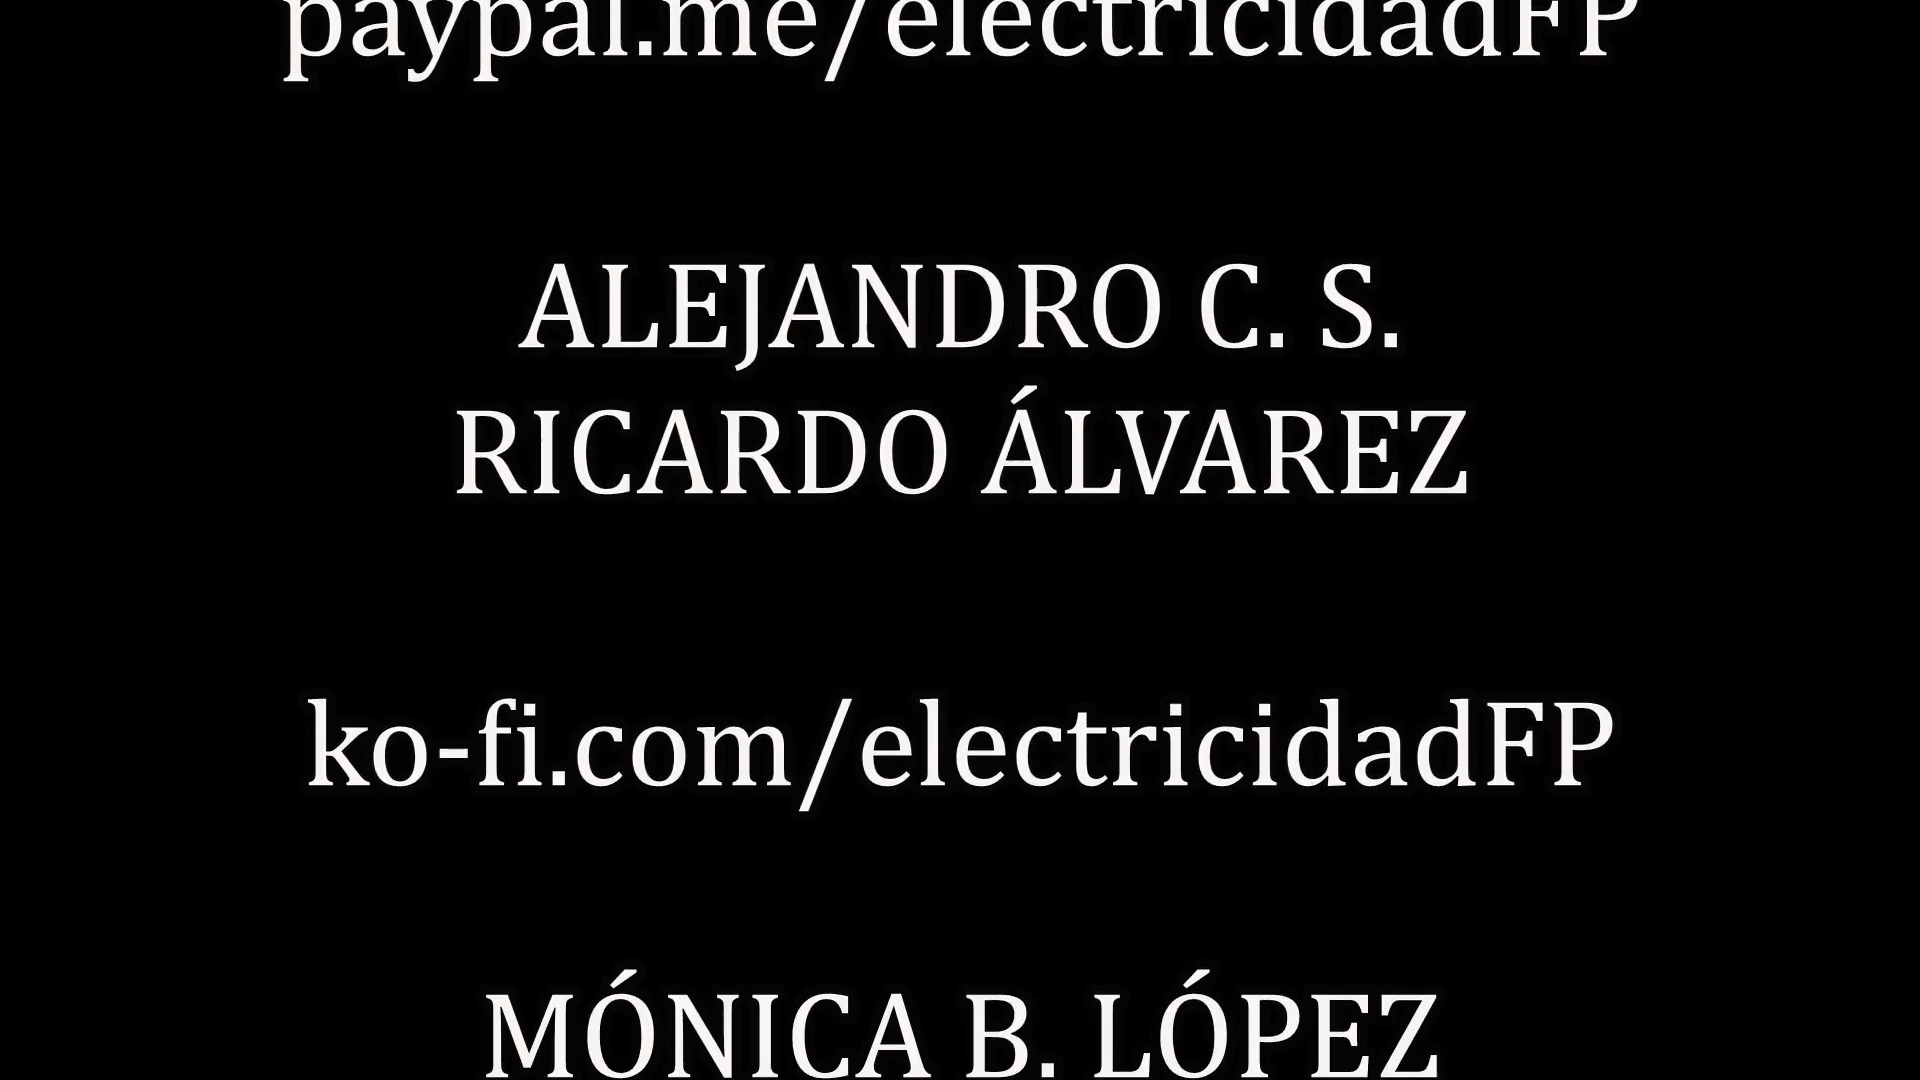 paypal.me/electricidadFP
ALEJANDRO C. S.
RICARDO ÁLVAREZ
ko-fi.com/electricidadFP
MÓNICA B. LÓPEZ